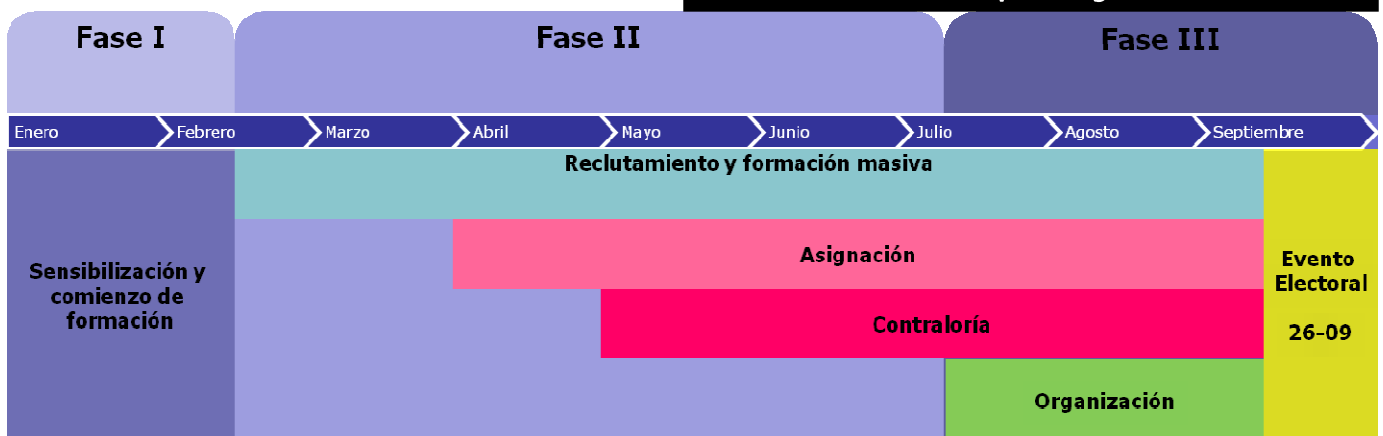 Fase I
Fase II
Fase III
Enero
Febrero
Marzo
Abril
Mayo
Junio
Julio
Agosto
Septiembre
Reclutamiento y formación masiva
Asignación
Sensibilización y
comienzo de
formación
Evento
Electoral
Contraloría
26-09
Organización